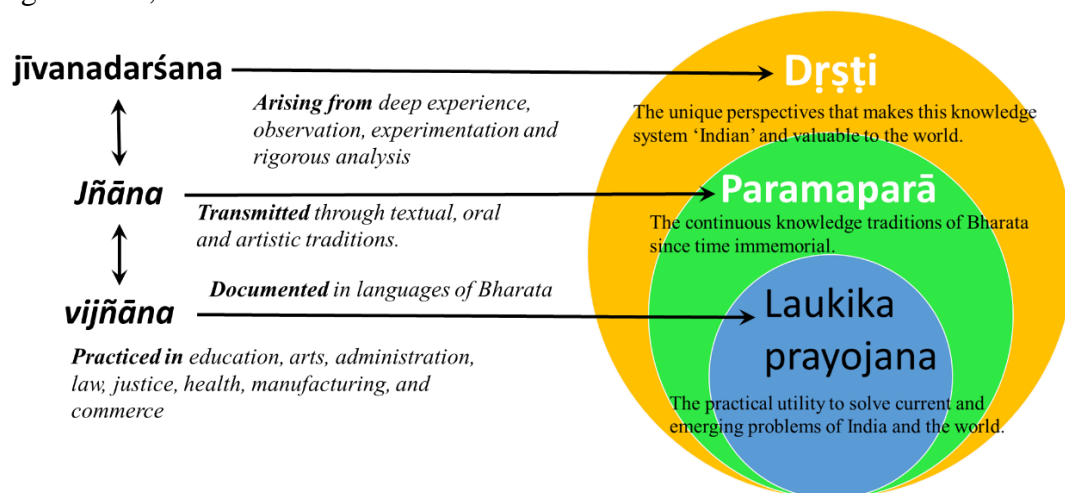 jīvanadarśana
Arising from deep experience,
observation, experimentation and
rigorous analysis
Dṛṣṭi
The unique perspectives that makes this knowledge
system ‘Indian’ and valuable to the world.
Jñāna
Transmitted through textual, oral
and artistic traditions.
Paramaparā
The continuous knowledge traditions of Bharata
since time immemorial.
Documented in languages of Bharata
vijñāna
Laukika
prayojana
Practiced in education, arts, administration,
law, justice, health, manufacturing, and
commerce
The practical utility to solve current and
emerging problems of India and the world.